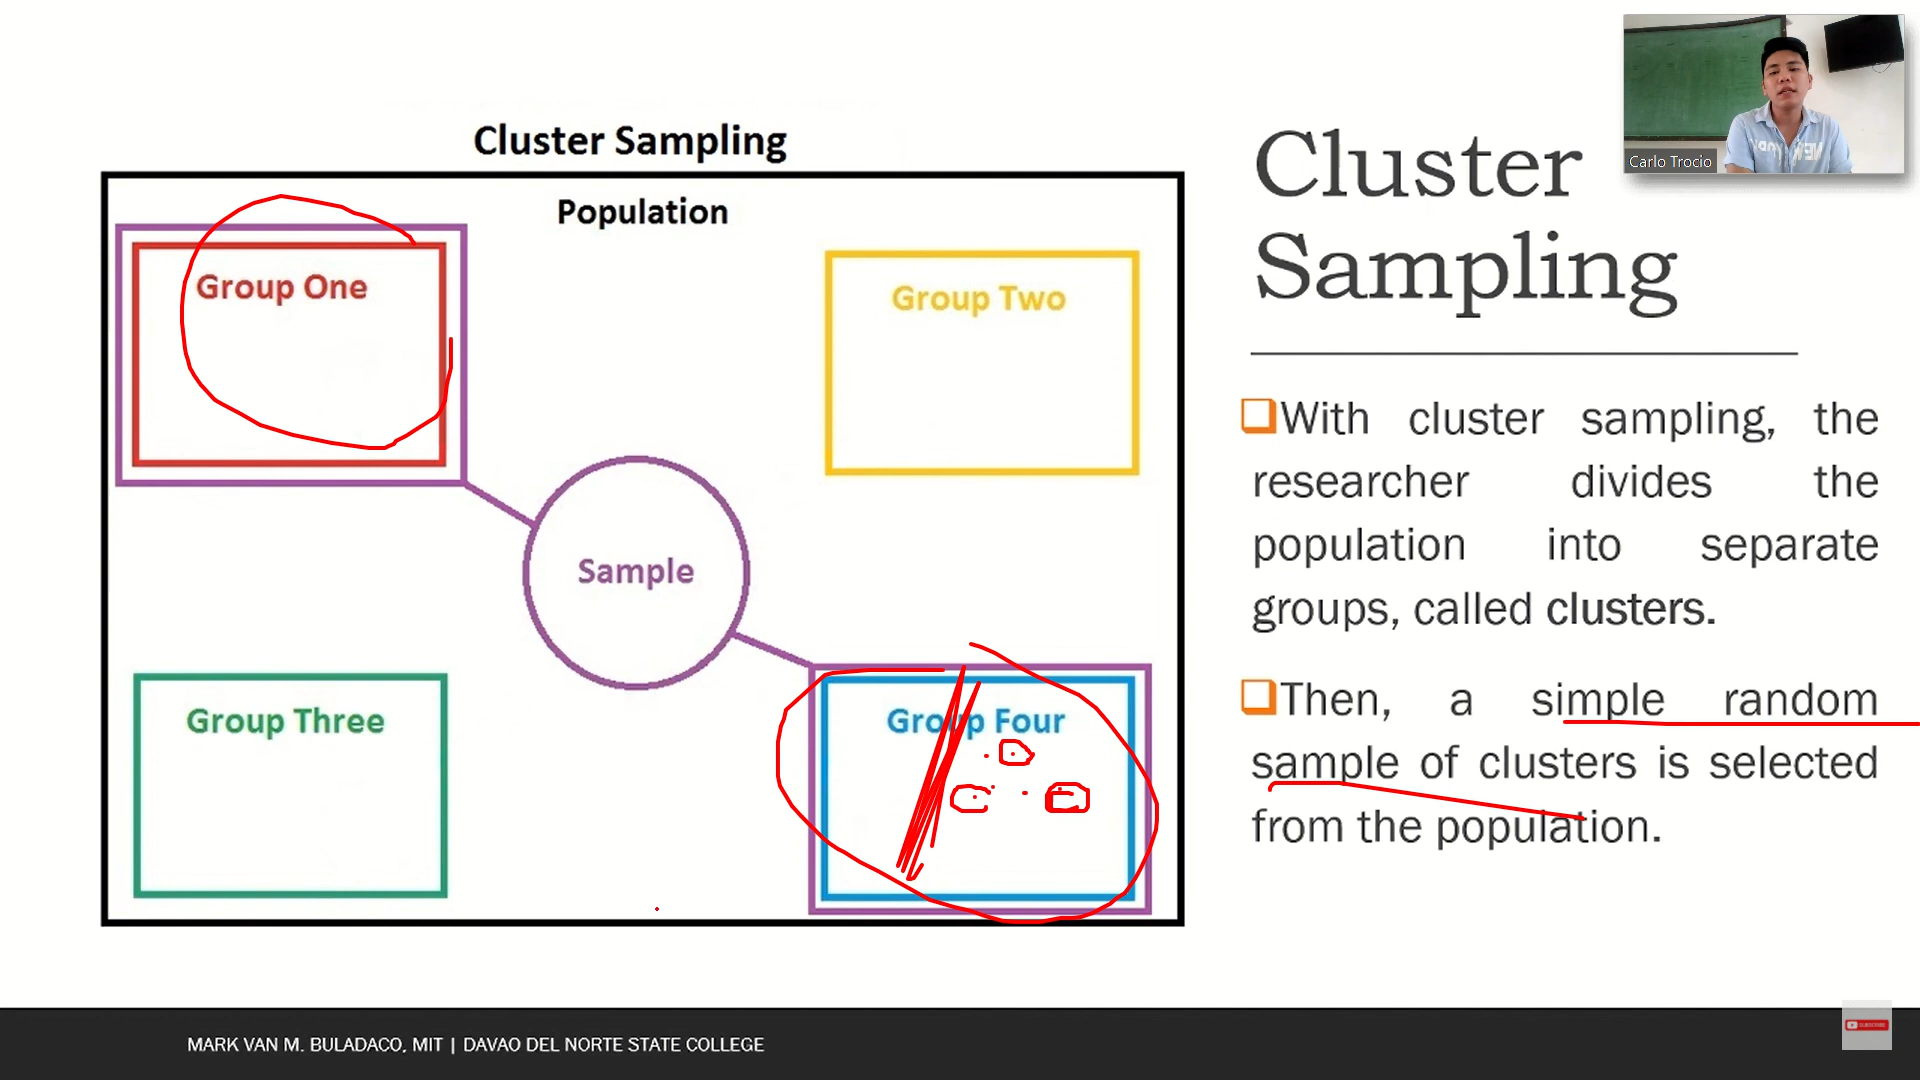 Cluster Sampling
Population
Group One
Group Two
Sample
Group Three
Group Four
Cluster
Sampling
With cluster sampling, the
researcher divides the
population into separate
groups, called clusters.
Then, a simple random
sample of clusters is selected
from the population.
Carlo Trocio
MARK VAN M. BULADACO, MIT | DAVAO DEL NORTE STATE COLLEGE
SUBSCRIBE